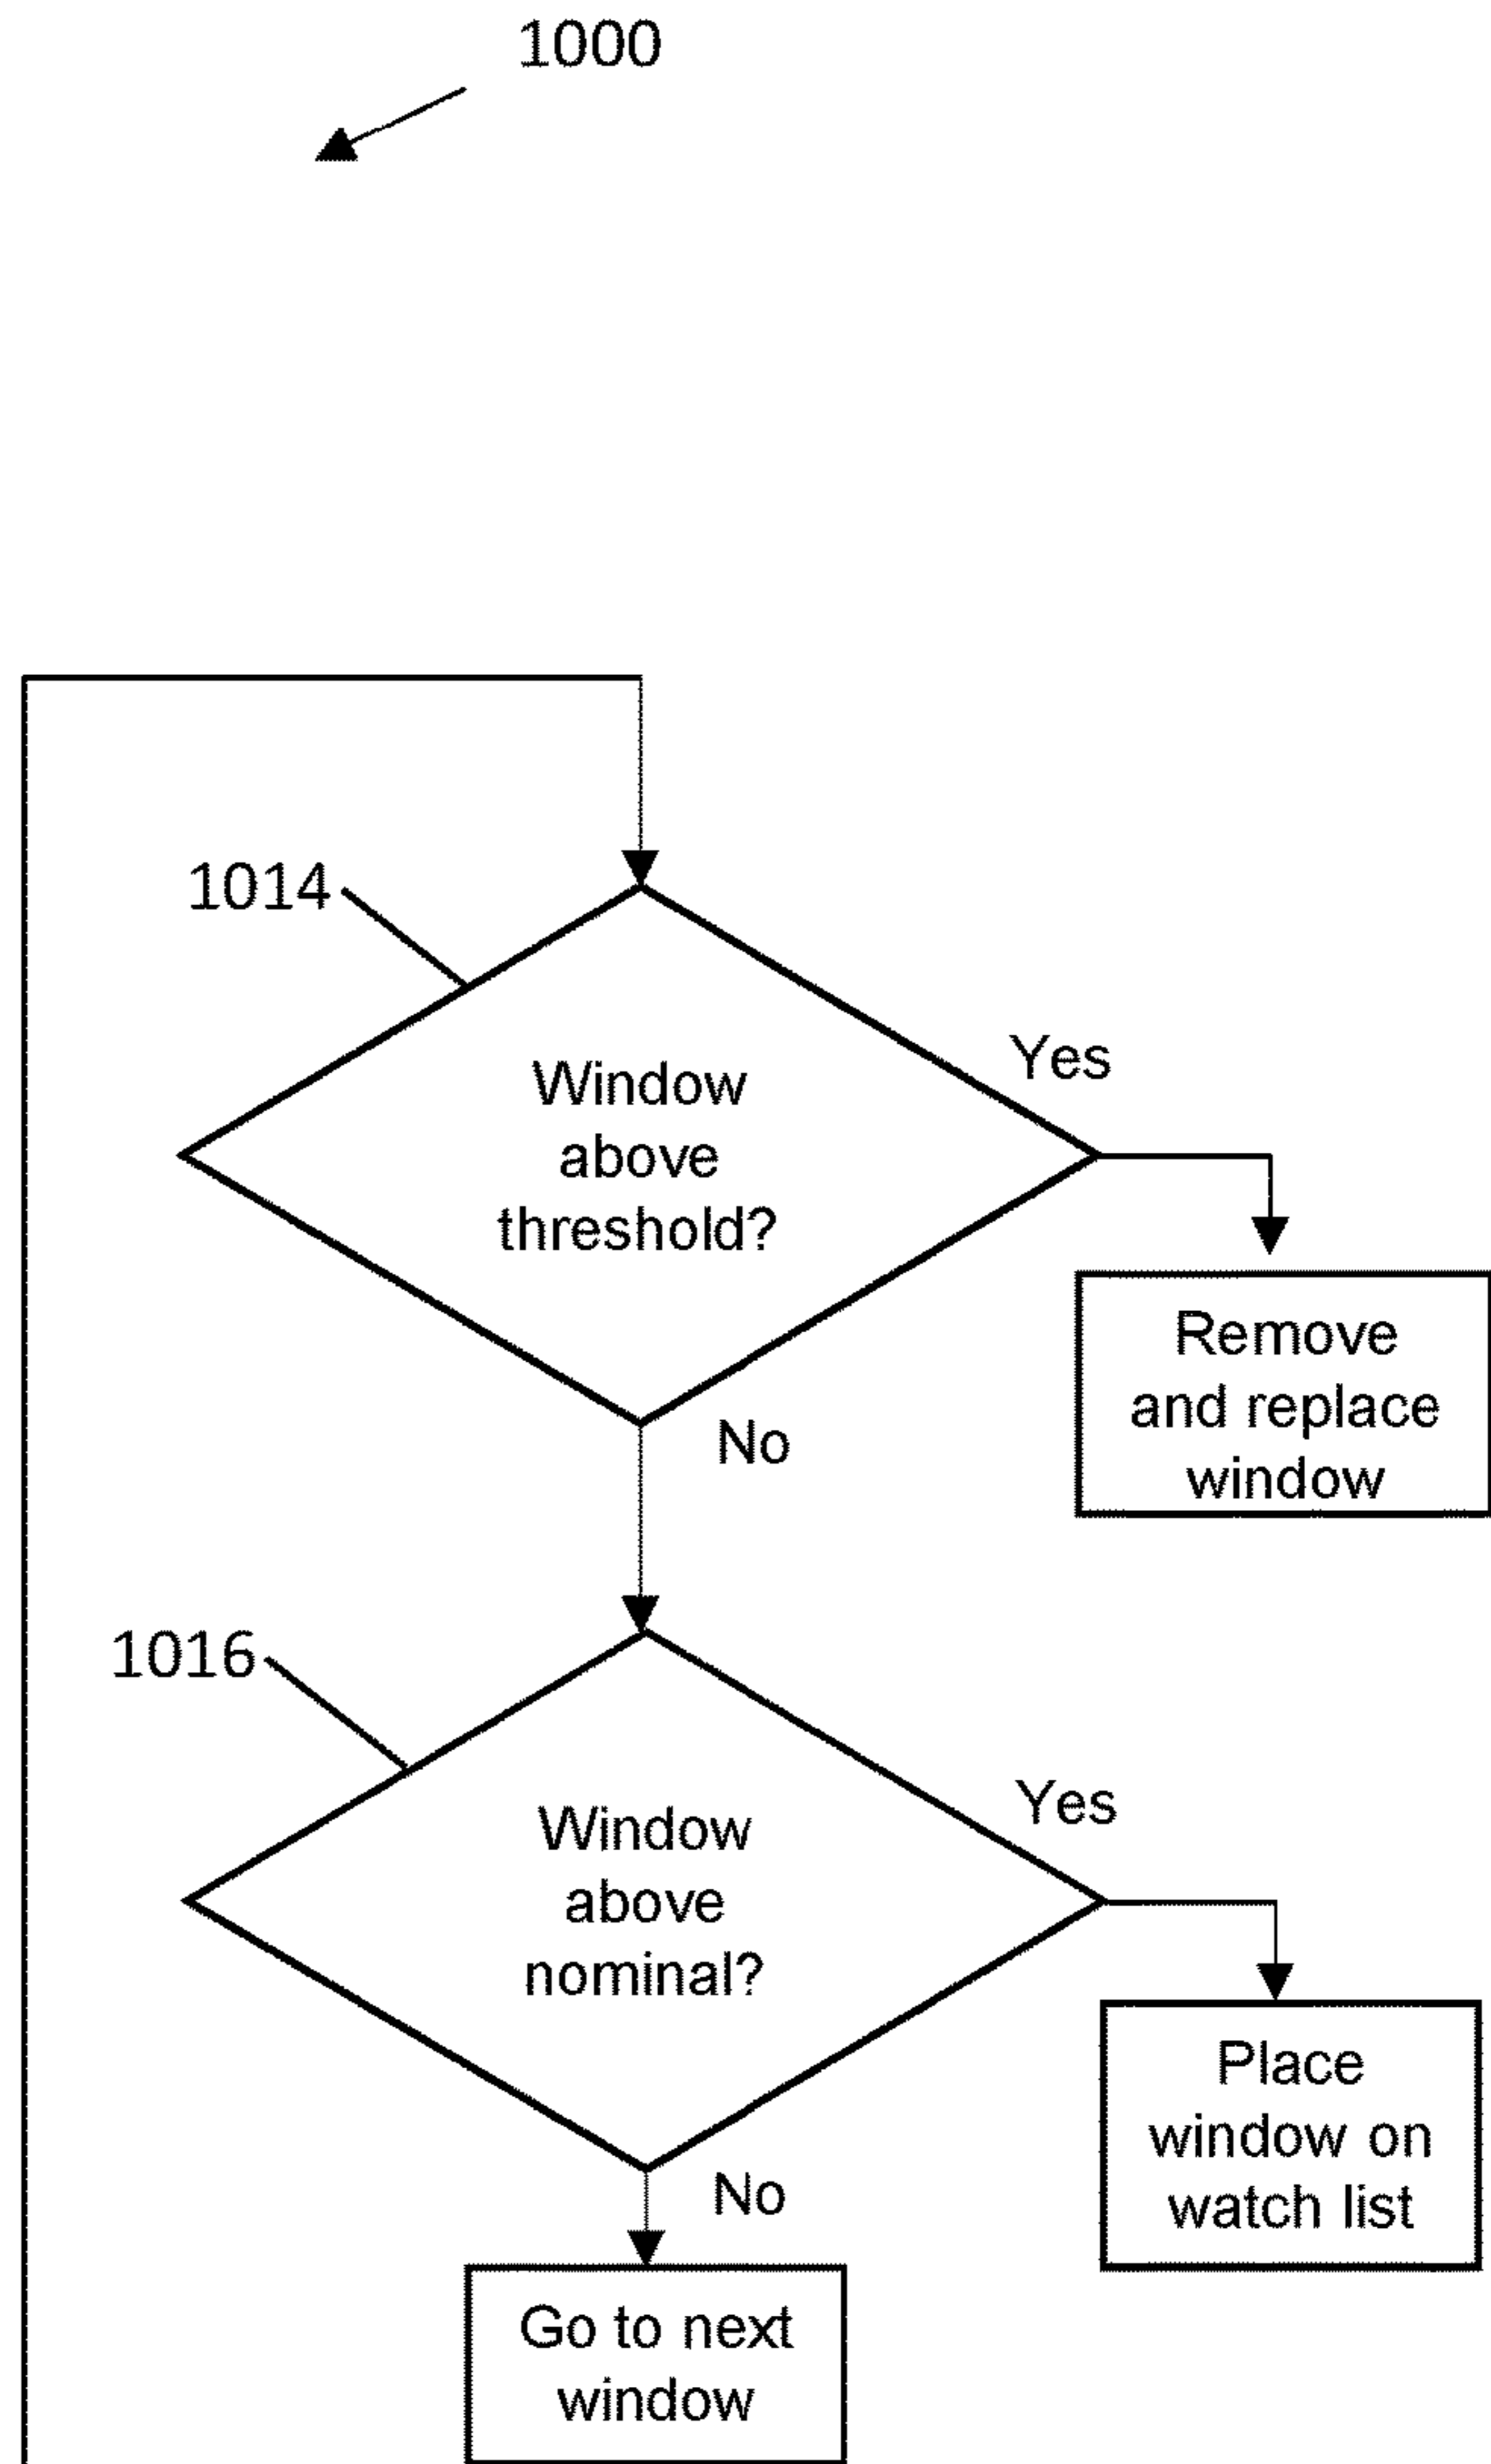 1000
1014
Window
above
threshold?
Yes
Remove
and replace
window
No
1016
Window
above
nominal?
Yes
Place
window on
watch list
No
Go to next
window